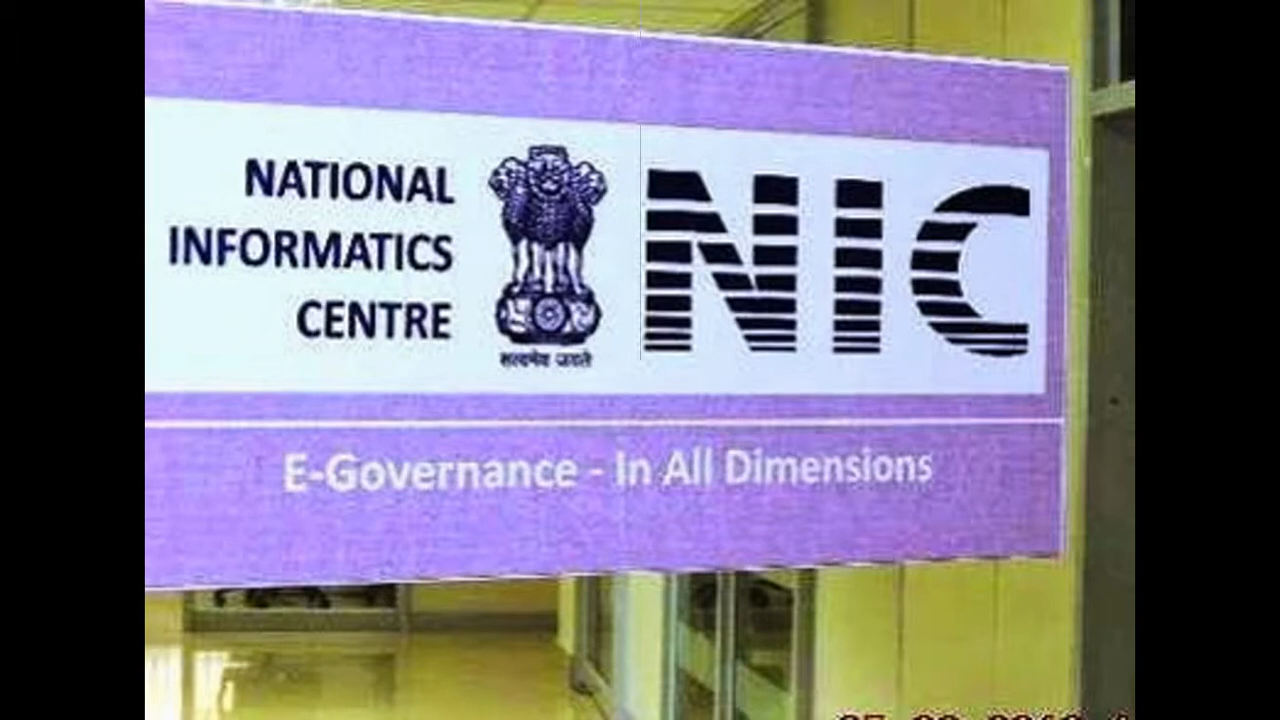 NATIONAL
INFORMATICS
CENTRE
सत्यमेव जयते
NIC
E-Governance - In All Dimensions